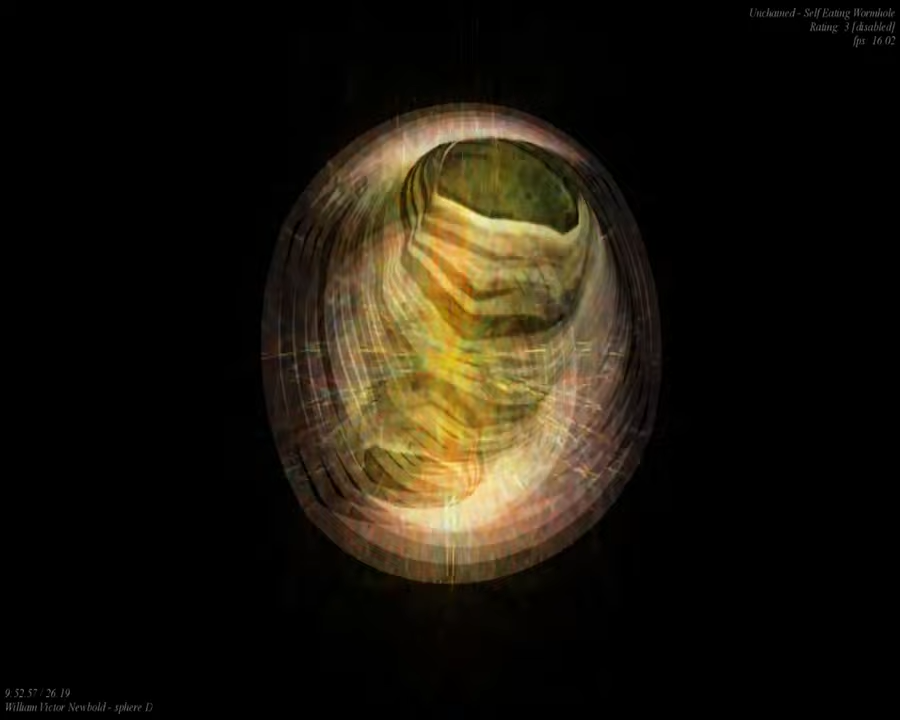 Unchained - Self Eating Wormhole
Rating: 3 [disabled]
fps: 16.02
9:52.57 / 26.19
William Victor Newbold - sphere D